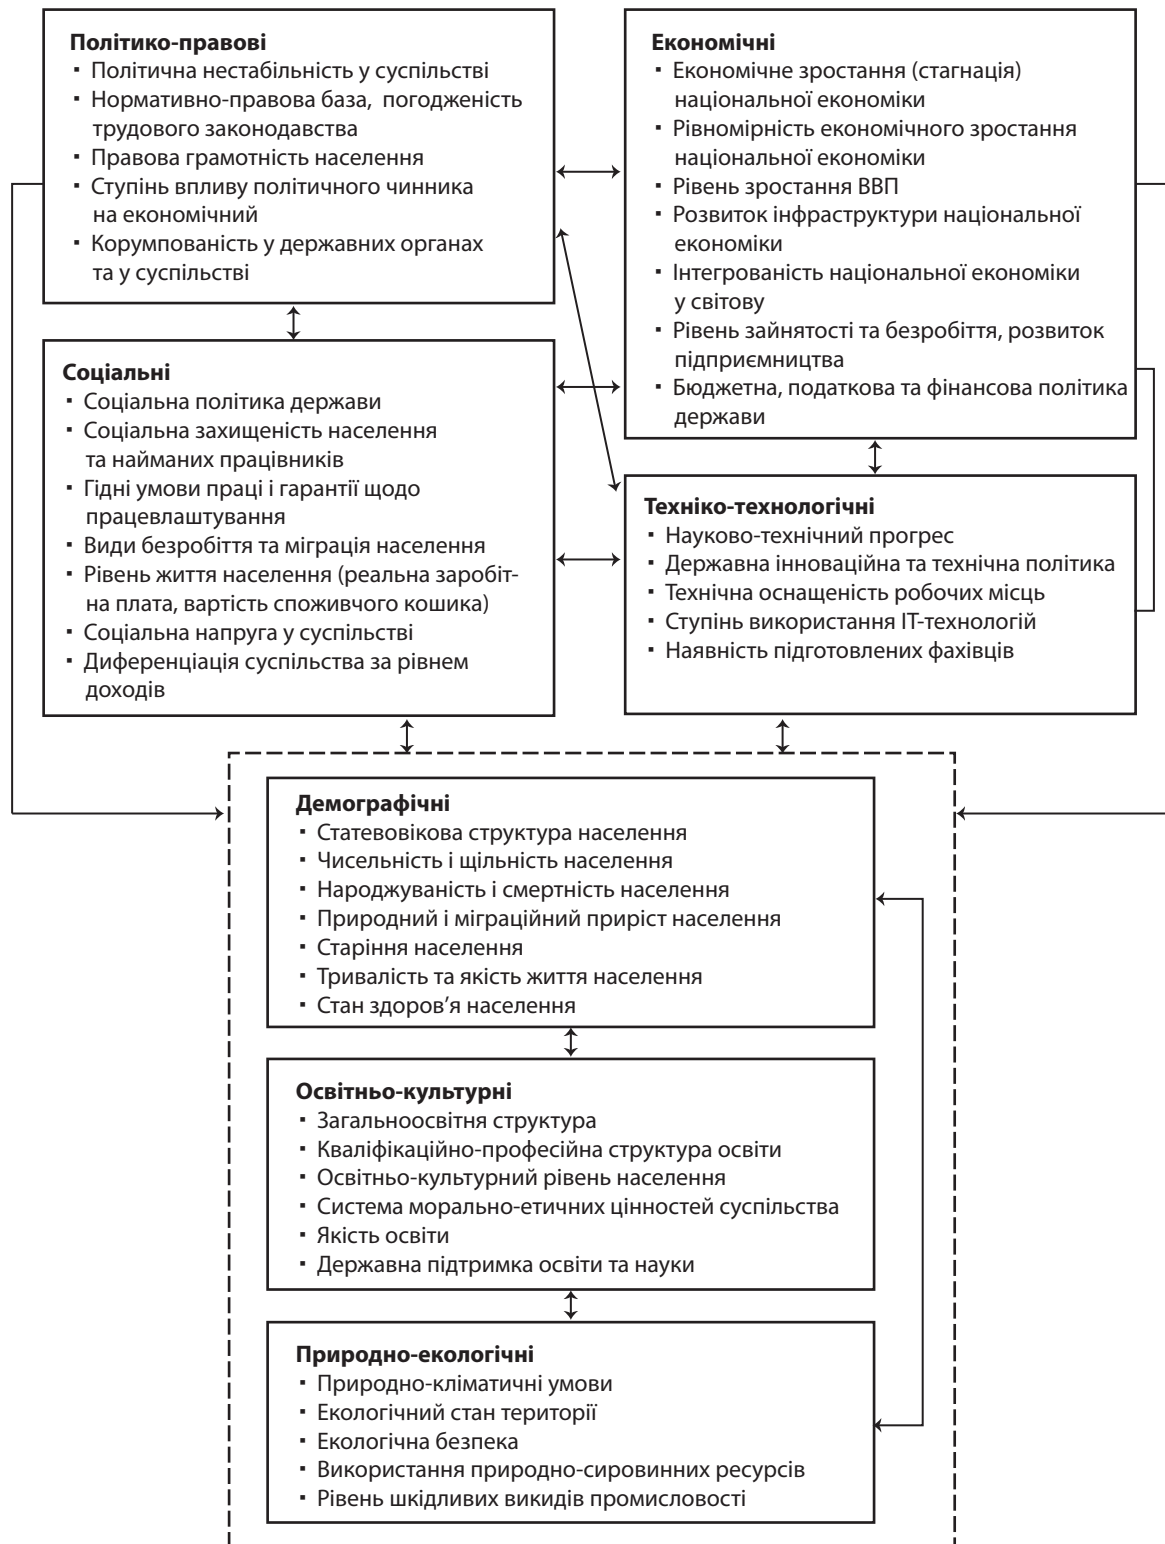 Політико-правові
▪ Політична нестабільність у суспільстві
▪ Нормативно-правова база, погодженість
трудового законодавства
▪ Правова грамотність населення
▪ Ступінь впливу політичного чинника
на економічний
▪ Корумпованість у державних органах
та у суспільстві
Економічні
▪ Економічне зростання (стагнація)
національної економіки
▪ Рівномірність економічного зростання
національної економіки
▪ Рівень зростання ВВП
▪ Розвиток інфраструктури національної
економіки
▪ Інтегрованість національної економіки
у світову
▪ Рівень зайнятості та безробіття, розвиток
підприємництва
▪ Бюджетна, податкова та фінансова політика
держави
Соціальні
▪ Соціальна політика держави
▪ Соціальна захищеність населення
та найманих працівників
▪ Гідні умови праці і гарантії щодо
працевлаштування
▪ Види безробіття та міграція населення
▪ Рівень життя населення (реальна заробіт-
на плата, вартість споживчого кошика)
▪ Соціальна напруга у суспільстві
▪ Диференціація суспільства за рівнем
доходів
Техніко-технологічні
▪ Науково-технічний прогрес
▪ Державна інноваційна та технічна політика
▪ Технічна оснащеність робочих місць
▪ Ступінь використання ІТ-технологій
▪ Наявність підготовлених фахівців
Демографічні
▪ Статевовікова структура населення
▪ Чисельність і щільність населення
▪ Народжуваність і смертність населення
▪ Природний і міграційний приріст населення
▪ Старіння населення
▪ Тривалість та якість життя населення
▪ Стан здоров’я населення
Освітньо-культурні
▪ Загальноосвітня структура
▪ Кваліфікаційно-професійна структура освіти
▪ Освітньо-культурний рівень населення
▪ Система морально-етичних цінностей суспільства
▪ Якість освіти
▪ Державна підтримка освіти та науки
Природно-екологічні
▪ Природно-кліматичні умови
▪ Екологічний стан території
▪ Екологічна безпека
▪ Використання природно-сировинних ресурсів
▪ Рівень шкідливих викидів промисловості